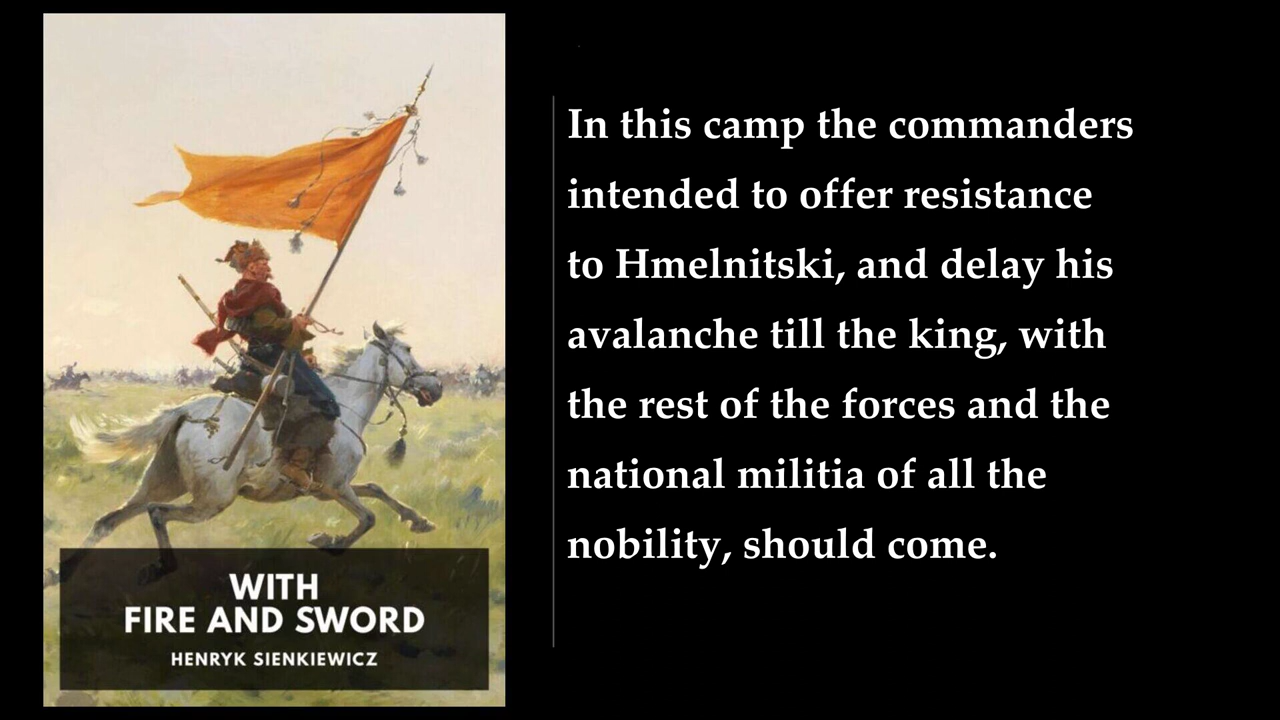 In this camp the commanders
intended to offer resistance
to Hmelnitski, and delay his
avalanche till the king, with
the rest of the forces and the
national militia of all the
nobility, should come.
WITH
FIRE AND SWORD
HENRYK SIENKIEWICZ